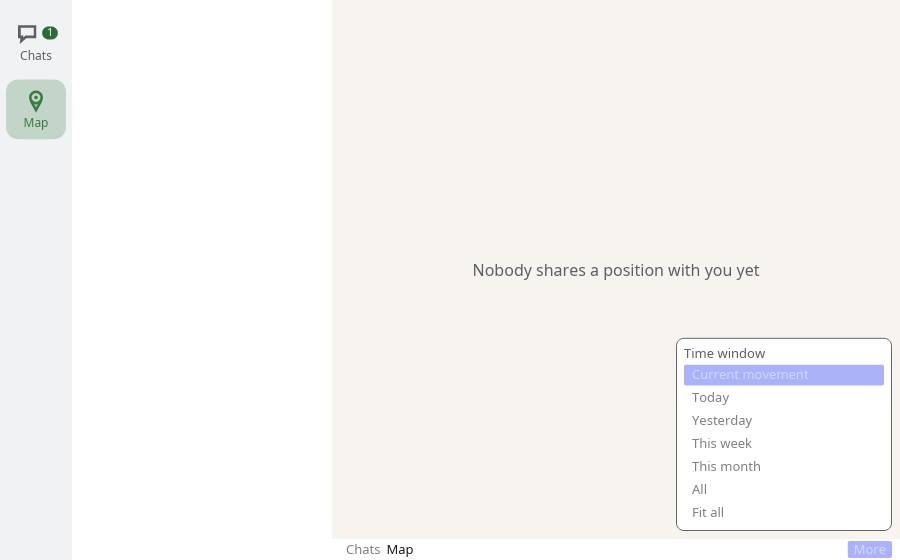 1
Chats
Map
Nobody shares a position with you yet
Time window
Current movement
Today
Yesterday
This week
This month
All
Fit all
Chats Map More